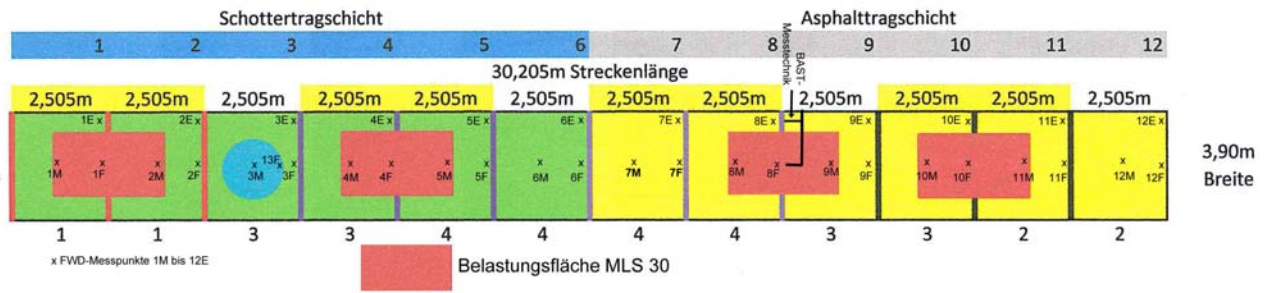 Schottertragschicht Asphalttragschicht
1 2 3 4 5 6 7 8 9 10 11 12
BAST-
Messtechnik
30,205m Streckenlänge
2,505m 2,505m 2,505m 2,505m 2,505m 2,505m 2,505m 2,505m 2,505m 2,505m 2,505m 2,505m
1E x 2E x 3E x 4E x 5E x 6E x 7E x 8E x 9E x 10E x 11E x 12E x
3,90m
Breite
x x x x 13F x x x x x x x x x x x x x x x x x x x x x
1M 1F 2M 2F 3M 3F 4M 4F 5M 5F 6M 6F 7M 7F 8M 8F 9M 9F 10M 10F 11M 11F 12M 12F
1 1 3 3 4 4 4 4 3 3 2 2
x FWD-Messpunkte 1M bis 12E
Belastungsfläche MLS 30